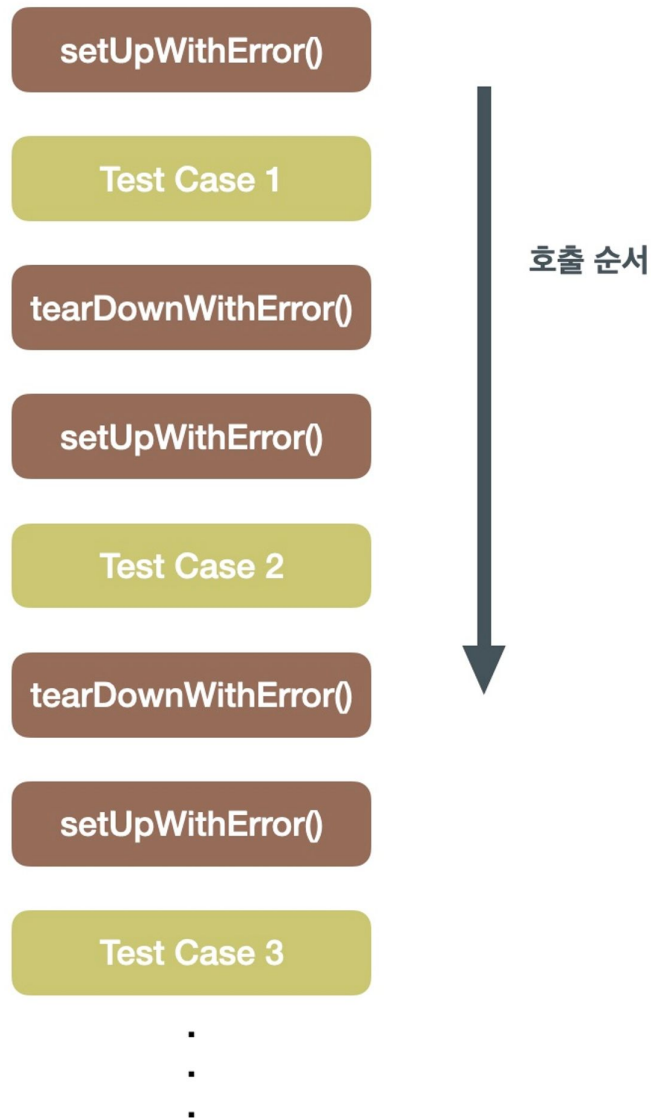 setUpWithError()
Test Case 1
호출 순서
tearDownWithError()
setUpWithError()
Test Case 2
tearDownWithError()
setUpWithError()
Test Case 3
.
.
.